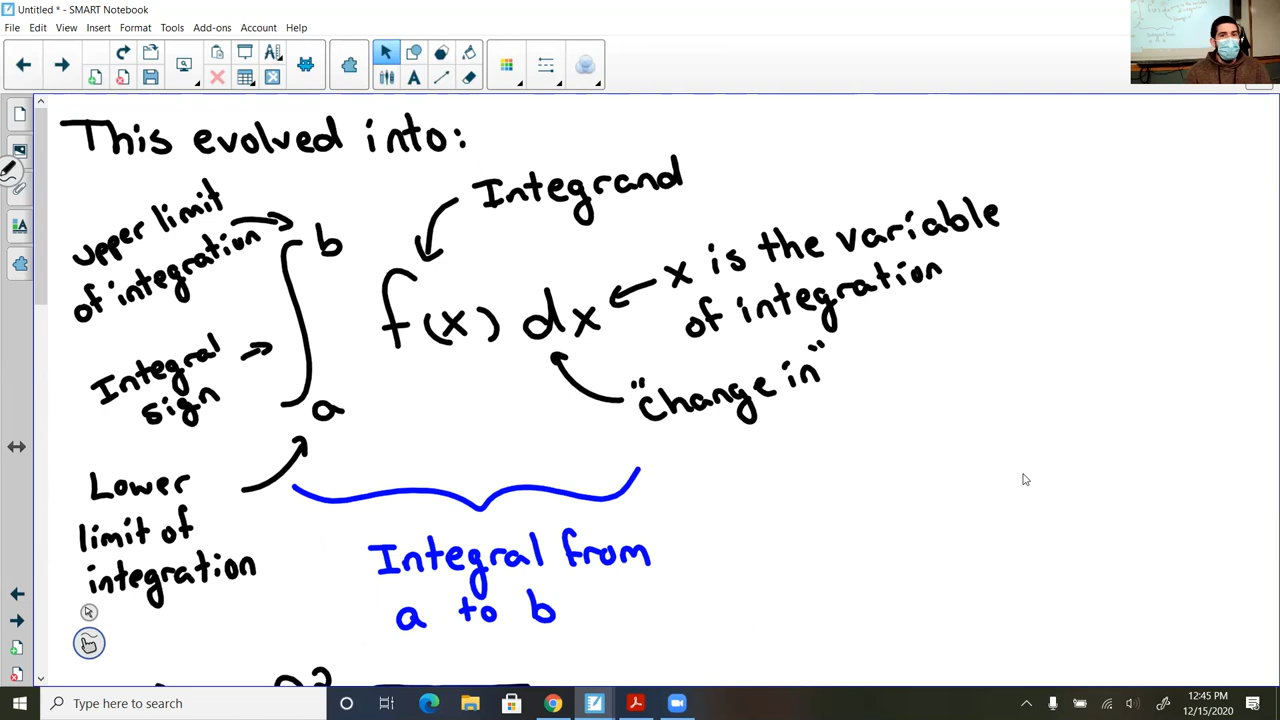 Untitled * - SMART Notebook
File Edit View Insert Format Tools Add-ons Account Help
This evolved into:
Integrand
upper limit
of integration
b
x is the variable
of integration
∫ f(x) dx
Integral
sign
"change in"
a
Lower
limit of
integration
Integral from
a to b
Type here to search
12:45 PM
12/15/2020